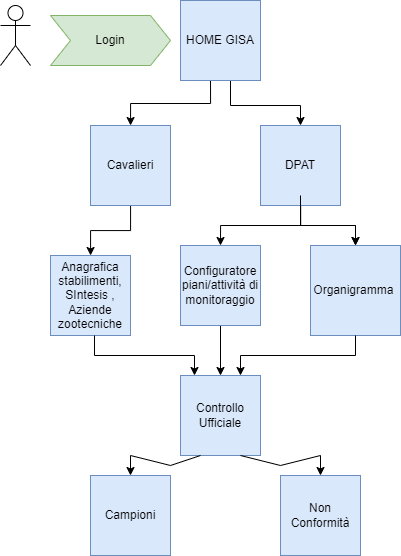 Login
HOME GISA
Cavalieri
DPAT
Anagrafica
stabilimenti,
SIntesis ,
Aziende
zootecniche
Configuratore
piani/attività di
monitoraggio
Organigramma
Controllo
Ufficiale
Campioni
Non
Conformità